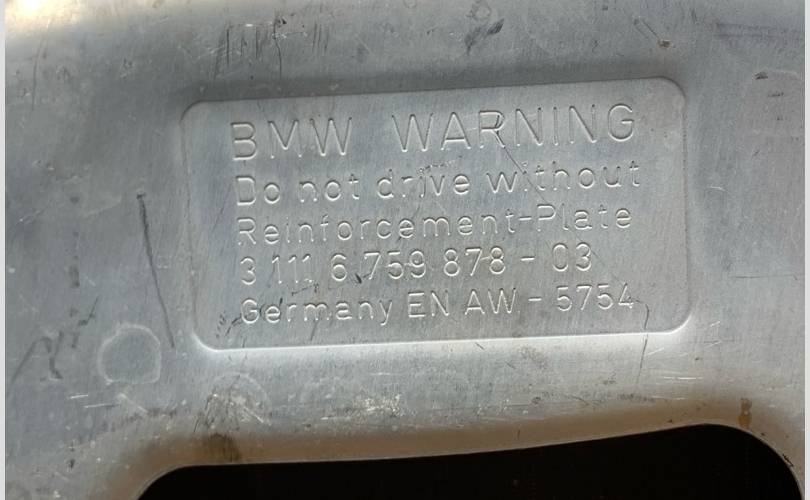 BMW WARNING
Do not drive without
Reinforcement-Plate
3 111 6 759 878 - 03
Germany EN AW - 5754